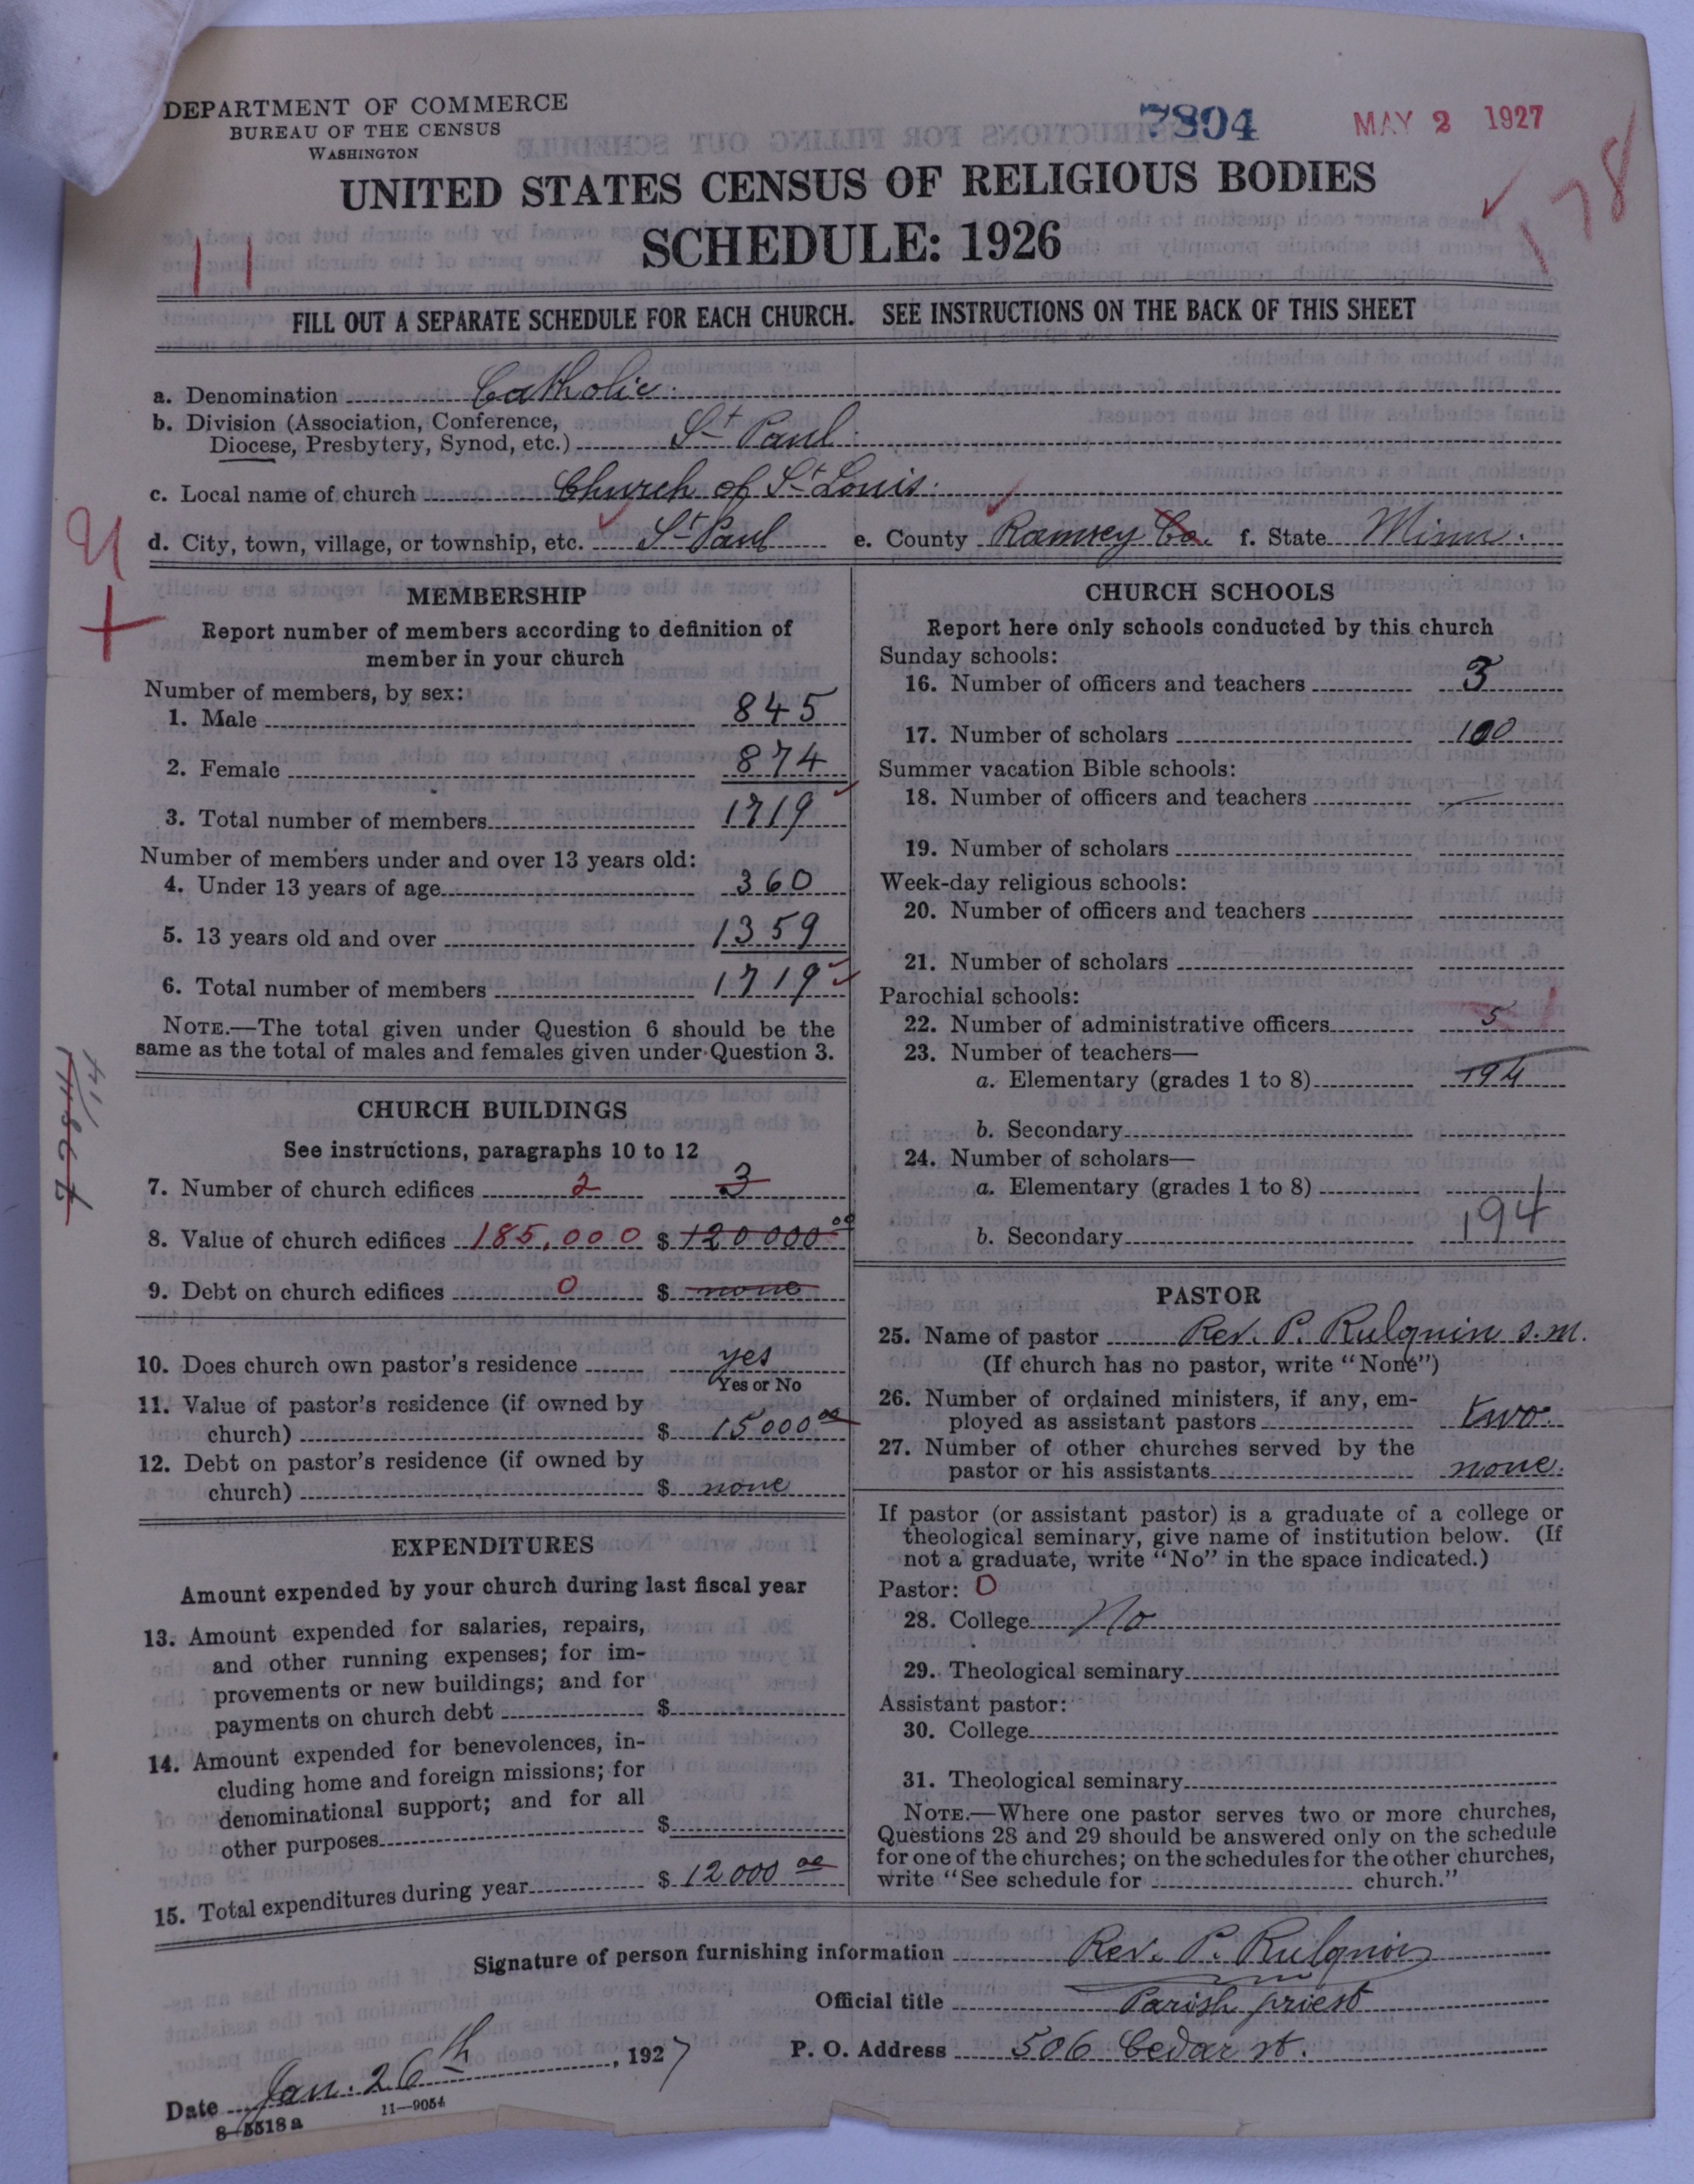 DEPARTMENT OF COMMERCE
BUREAU OF THE CENSUS
WASHINGTON
7804
MAY 2 1927
178
UNITED STATES CENSUS OF RELIGIOUS BODIES
SCHEDULE: 1926
11
FILL OUT A SEPARATE SCHEDULE FOR EACH CHURCH. SEE INSTRUCTIONS ON THE BACK OF THIS SHEET
a. Denomination Catholic.
b. Division (Association, Conference,
Diocese, Presbytery, Synod, etc.) St Paul.
c. Local name of church Church of St Louis.
d. City, town, village, or township, etc. St Paul e. County Ramsey Co. f. State Minn.
MEMBERSHIP
Report number of members according to definition of
member in your church
Number of members, by sex:
1. Male 845
2. Female 874
3. Total number of members 1719
Number of members under and over 13 years old:
4. Under 13 years of age 360
5. 13 years old and over 1359
6. Total number of members 1719
NOTE.—The total given under Question 6 should be the
same as the total of males and females given under Question 3.
CHURCH BUILDINGS
See instructions, paragraphs 10 to 12
7. Number of church edifices 2 3
8. Value of church edifices 185,000 $ 120 000 00
9. Debt on church edifices 0 $ none
10. Does church own pastor's residence yes
Yes or No
11. Value of pastor's residence (if owned by
church) $ 15000 00
12. Debt on pastor's residence (if owned by
church) $ none
EXPENDITURES
Amount expended by your church during last fiscal year
13. Amount expended for salaries, repairs,
and other running expenses; for im-
provements or new buildings; and for
payments on church debt $
14. Amount expended for benevolences, in-
cluding home and foreign missions; for
denominational support; and for all
other purposes $
15. Total expenditures during year $ 12000 00
CHURCH SCHOOLS
Report here only schools conducted by this church
Sunday schools:
16. Number of officers and teachers 3
17. Number of scholars 100
Summer vacation Bible schools:
18. Number of officers and teachers
19. Number of scholars
Week-day religious schools:
20. Number of officers and teachers
21. Number of scholars
Parochial schools:
22. Number of administrative officers 5
23. Number of teachers—
a. Elementary (grades 1 to 8) 194
b. Secondary
24. Number of scholars—
a. Elementary (grades 1 to 8)
194
b. Secondary
PASTOR
25. Name of pastor Rev. P. Rulquin s.m.
(If church has no pastor, write "None")
26. Number of ordained ministers, if any, em-
ployed as assistant pastors two.
27. Number of other churches served by the
pastor or his assistants none.
If pastor (or assistant pastor) is a graduate of a college or
theological seminary, give name of institution below. (If
not a graduate, write "No" in the space indicated.)
Pastor: 0
28. College No
29. Theological seminary
Assistant pastor:
30. College
31. Theological seminary
NOTE.—Where one pastor serves two or more churches,
Questions 28 and 29 should be answered only on the schedule
for one of the churches; on the schedules for the other churches,
write "See schedule for church."
Signature of person furnishing information Rev. P. Rulquin
Official title Parish priest
P. O. Address 506 Cedar st.
Date Jan. 26th, 1927
8—5518a 11—9054